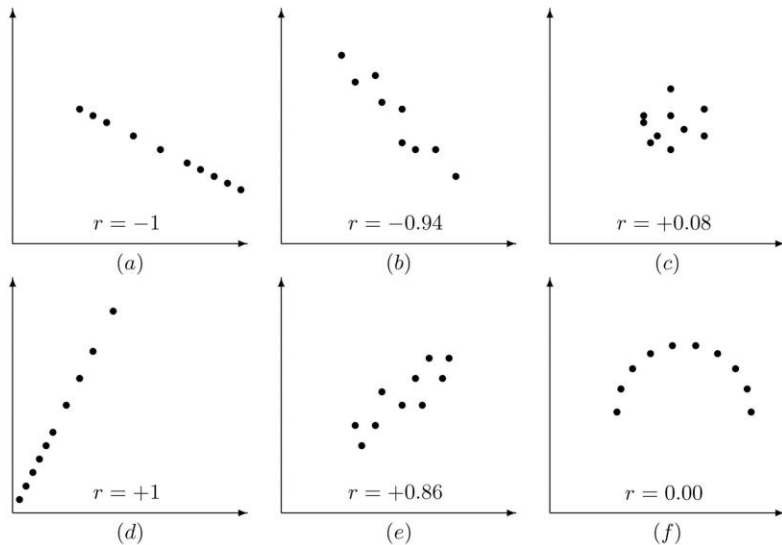 r = −1
r = −0.94
r = +0.08
(a)
(b)
(c)
r = +1
r = +0.86
r = 0.00
(d)
(e)
(f)